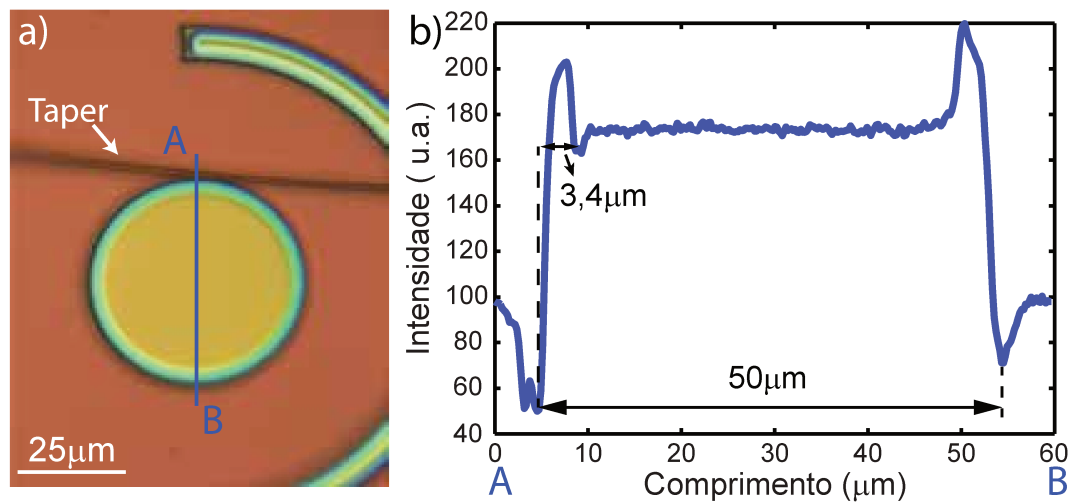 a)
Taper
A
B
25μm
b)
Intensidade ( u.a.)
220
200
180
160
140
120
100
80
60
40
3,4μm
50μm
0
10
20
30
40
50
60
A
Comprimento (μm)
B